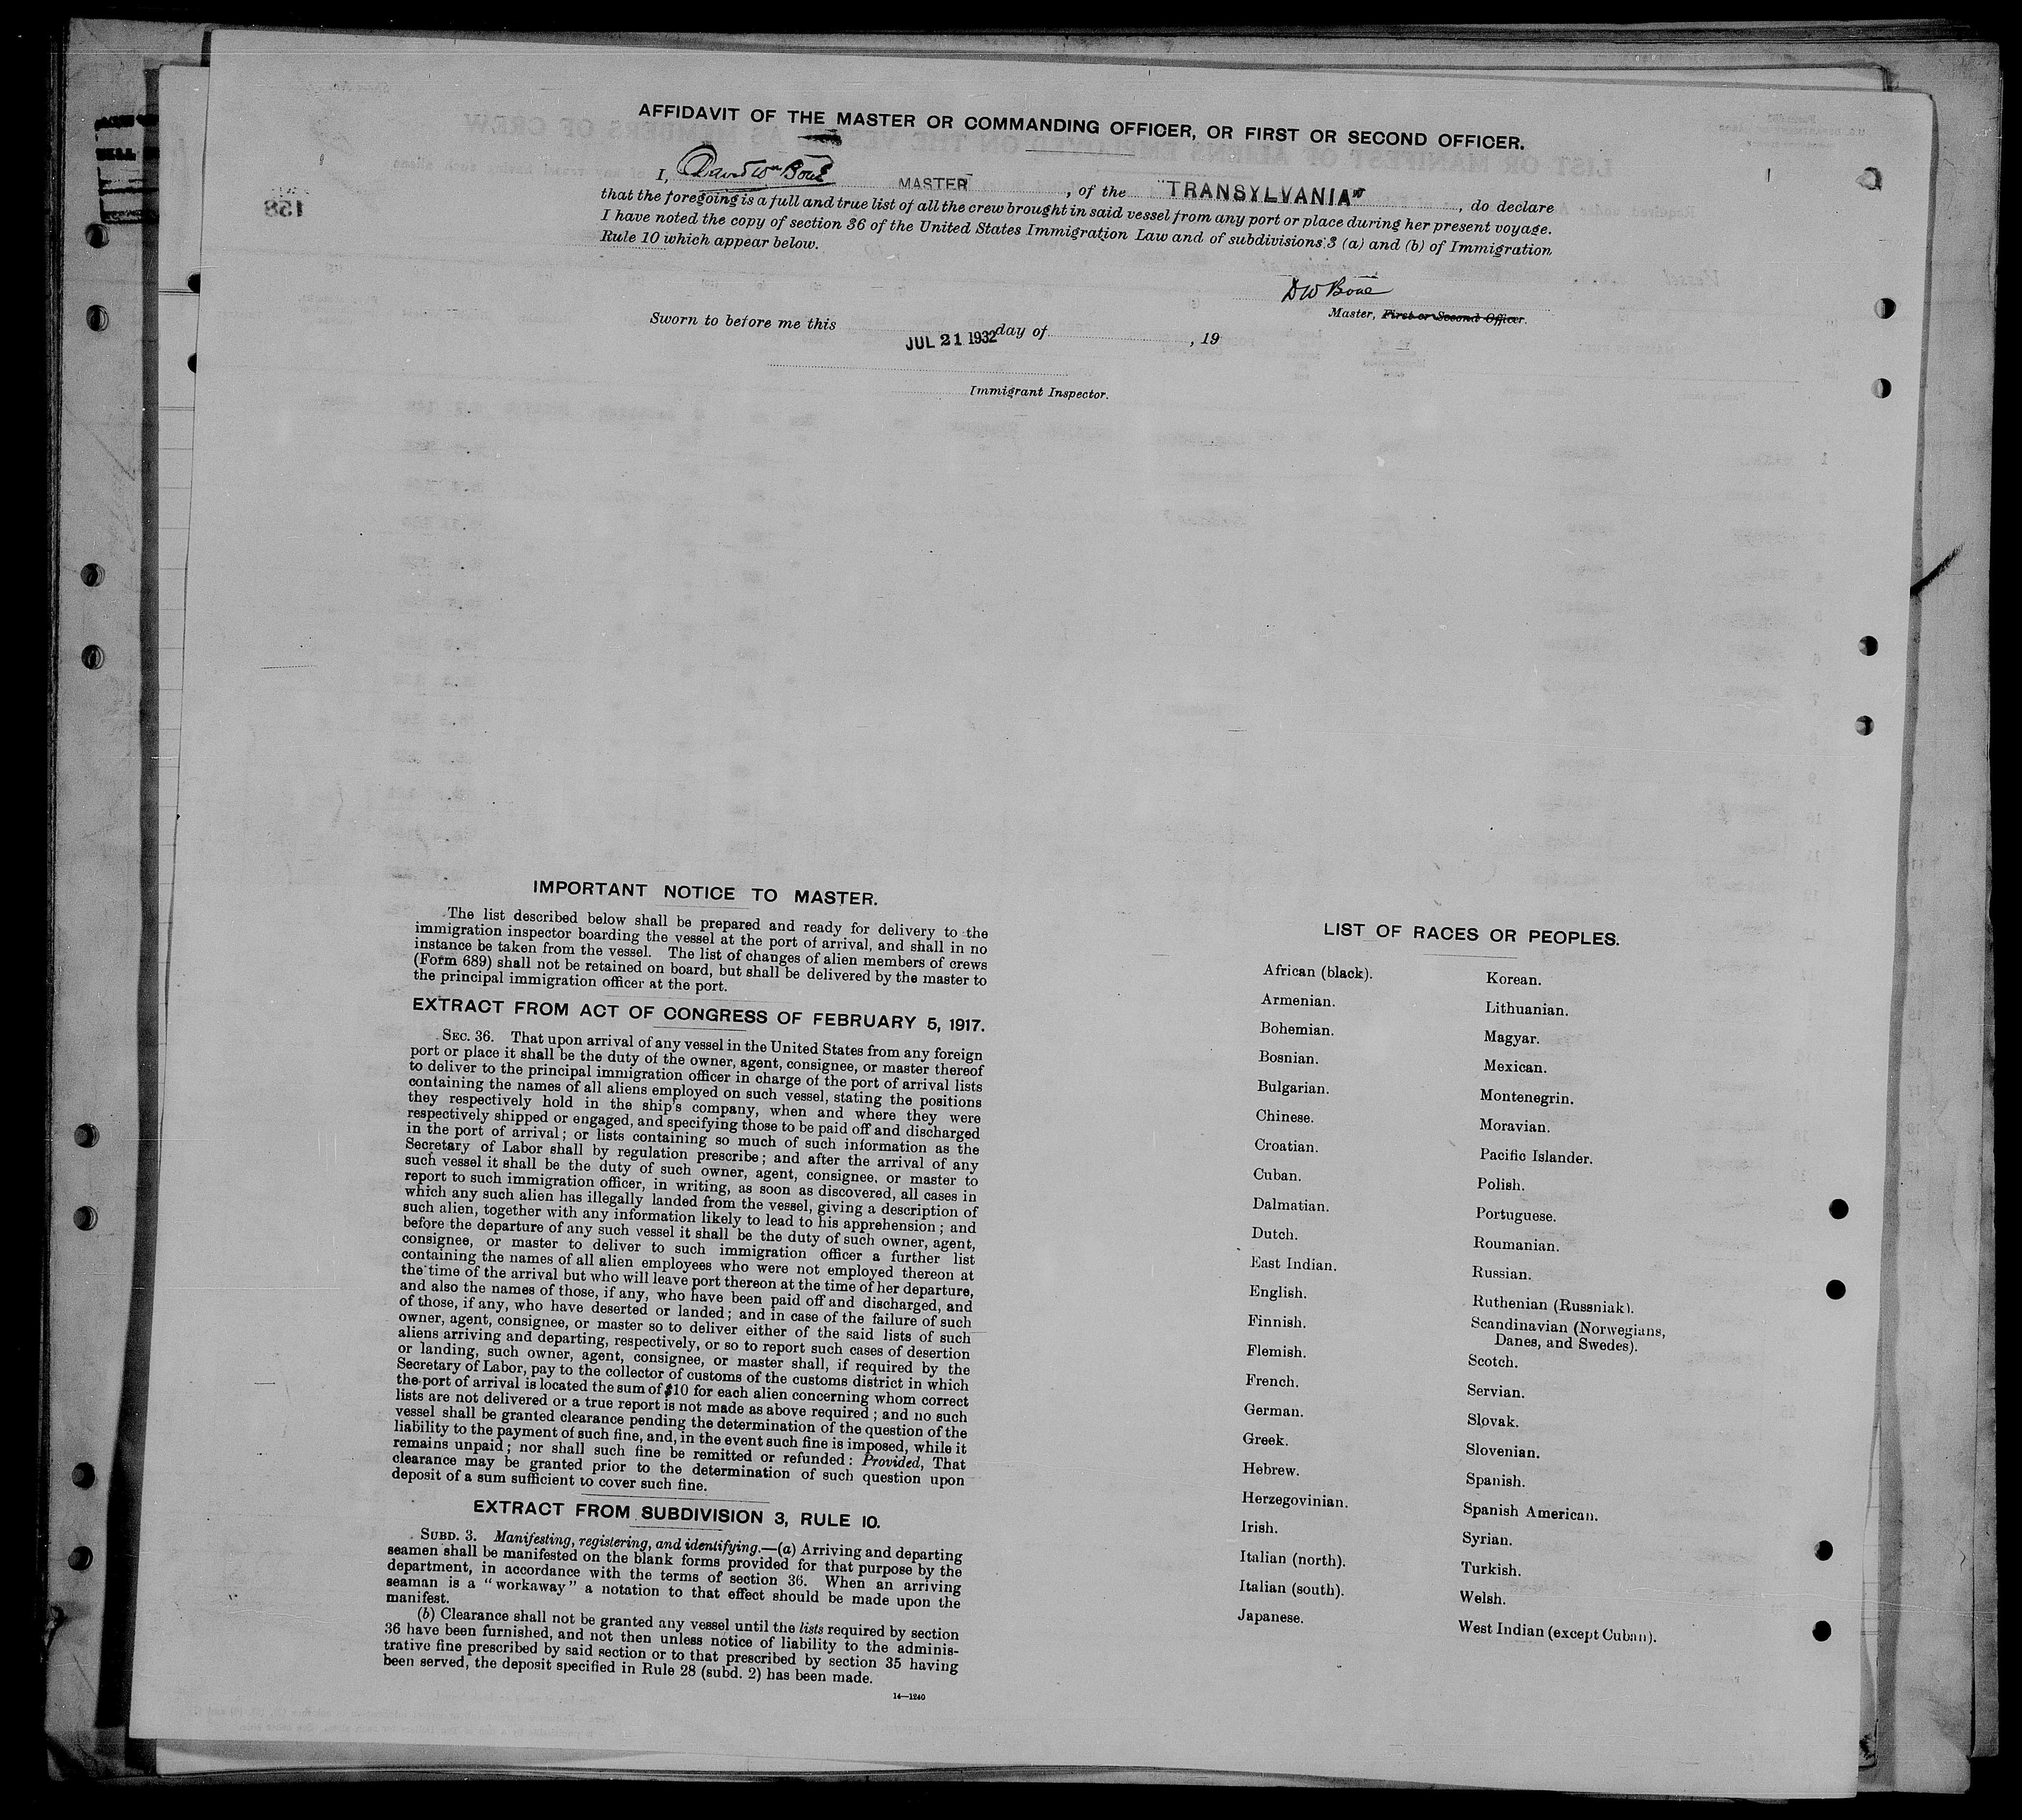 AFFIDAVIT OF THE MASTER OR COMMANDING OFFICER, OR FIRST OR SECOND OFFICER.
I, David Wm Bone MASTER, of the "TRANSYLVANIA", do declare
that the foregoing is a full and true list of all the crew brought in said vessel from any port or place during her present voyage.
I have noted the copy of section 36 of the United States Immigration Law and of subdivisions 3 (a) and (b) of Immigration
Rule 10 which appear below.
DW Bone
Master, First or Second Officer.
Sworn to before me this JUL 21 1932 day of , 19
Immigrant Inspector.
158
IMPORTANT NOTICE TO MASTER.
The list described below shall be prepared and ready for delivery to the
immigration inspector boarding the vessel at the port of arrival, and shall in no
instance be taken from the vessel. The list of changes of alien members of crews
(Form 689) shall not be retained on board, but shall be delivered by the master to
the principal immigration officer at the port.
EXTRACT FROM ACT OF CONGRESS OF FEBRUARY 5, 1917.
SEC. 36. That upon arrival of any vessel in the United States from any foreign
port or place it shall be the duty of the owner, agent, consignee, or master thereof
to deliver to the principal immigration officer in charge of the port of arrival lists
containing the names of all aliens employed on such vessel, stating the positions
they respectively hold in the ship's company, when and where they were
respectively shipped or engaged, and specifying those to be paid off and discharged
in the port of arrival; or lists containing so much of such information as the
Secretary of Labor shall by regulation prescribe; and after the arrival of any
such vessel it shall be the duty of such owner, agent, consignee, or master to
report to such immigration officer, in writing, as soon as discovered, all cases in
which any such alien has illegally landed from the vessel, giving a description of
such alien, together with any information likely to lead to his apprehension; and
before the departure of any such vessel it shall be the duty of such owner, agent,
consignee, or master to deliver to such immigration officer a further list
containing the names of all alien employees who were not employed thereon at
the time of the arrival but who will leave port thereon at the time of her departure,
and also the names of those, if any, who have been paid off and discharged, and
of those, if any, who have deserted or landed; and in case of the failure of such
owner, agent, consignee, or master so to deliver either of the said lists of such
aliens arriving and departing, respectively, or so to report such cases of desertion
or landing, such owner, agent, consignee, or master shall, if required by the
Secretary of Labor, pay to the collector of customs of the customs district in which
the port of arrival is located the sum of $10 for each alien concerning whom correct
lists are not delivered or a true report is not made as above required; and no such
vessel shall be granted clearance pending the determination of the question of the
liability to the payment of such fine, and, in the event such fine is imposed, while it
remains unpaid; nor shall such fine be remitted or refunded: Provided, That
clearance may be granted prior to the determination of such question upon
deposit of a sum sufficient to cover such fine.
EXTRACT FROM SUBDIVISION 3, RULE 10.
SUBD. 3. Manifesting, registering, and identifying.—(a) Arriving and departing
seamen shall be manifested on the blank forms provided for that purpose by the
department, in accordance with the terms of section 36. When an arriving
seaman is a "workaway" a notation to that effect should be made upon the
manifest.
(b) Clearance shall not be granted any vessel until the lists required by section
36 have been furnished, and not then unless notice of liability to the adminis-
trative fine prescribed by said section or to that prescribed by section 35 having
been served, the deposit specified in Rule 28 (subd. 2) has been made.
14—1240
LIST OF RACES OR PEOPLES.
African (black).
Armenian.
Bohemian.
Bosnian.
Bulgarian.
Chinese.
Croatian.
Cuban.
Dalmatian.
Dutch.
East Indian.
English.
Finnish.
Flemish.
French.
German.
Greek.
Hebrew.
Herzegovinian.
Irish.
Italian (north).
Italian (south).
Japanese.
Korean.
Lithuanian.
Magyar.
Mexican.
Montenegrin.
Moravian.
Pacific Islander.
Polish.
Portuguese.
Roumanian.
Russian.
Ruthenian (Russniak).
Scandinavian (Norwegians,
Danes, and Swedes).
Scotch.
Servian.
Slovak.
Slovenian.
Spanish.
Spanish American.
Syrian.
Turkish.
Welsh.
West Indian (except Cuban).